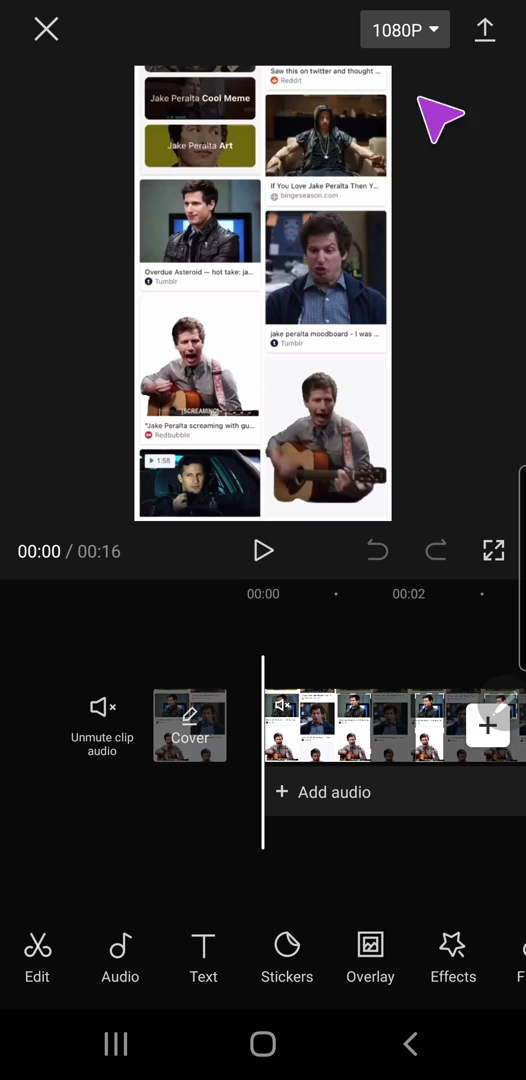 1080P
Saw this on twitter and thought ...
Reddit
Jake Peralta Cool Meme
Jake Peralta Art
If You Love Jake Peralta Then Y...
bingeseason.com
Overdue Asteroid — hot take: ja...
Tumblr
jake peralta moodboard - I was ...
Tumblr
[SCREAMING]
"Jake Peralta screaming with gu...
Redbubble
1:58
00:00 / 00:16
00:00
00:02
Unmute clip
audio
Cover
+ Add audio
Edit
Audio
Text
Stickers
Overlay
Effects
F